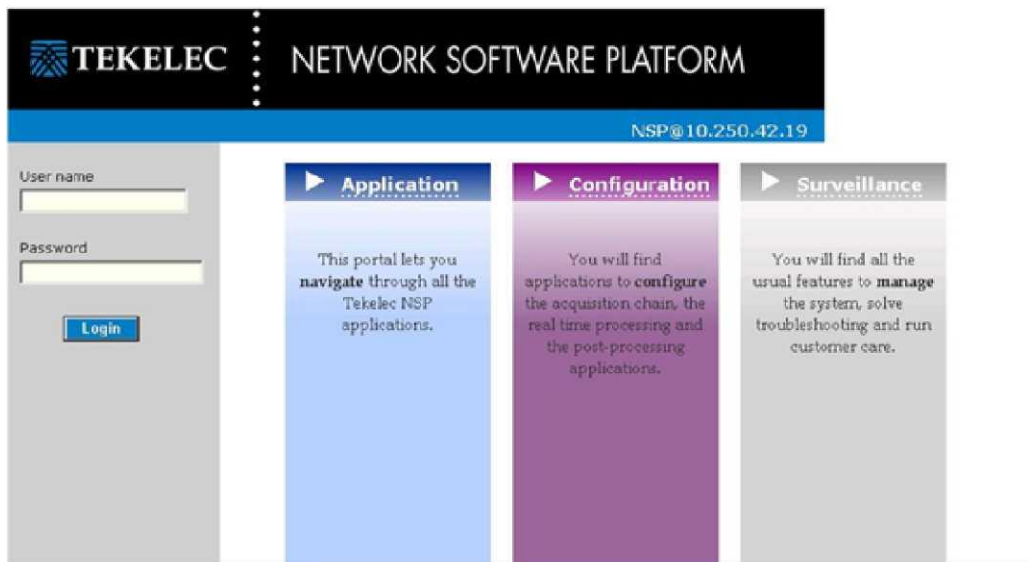 TEKELEC
NETWORK SOFTWARE PLATFORM
NSP@10.250.42.19
User name
Password
Login
Application
This portal lets you
navigate through all the
Tekelec NSP
applications.
Configuration
You will find
applications to configure
the acquisition chain, the
real time processing and
the post-processing
applications.
Surveillance
You will find all the
usual features to manage
the system, solve
troubleshooting and run
customer care.